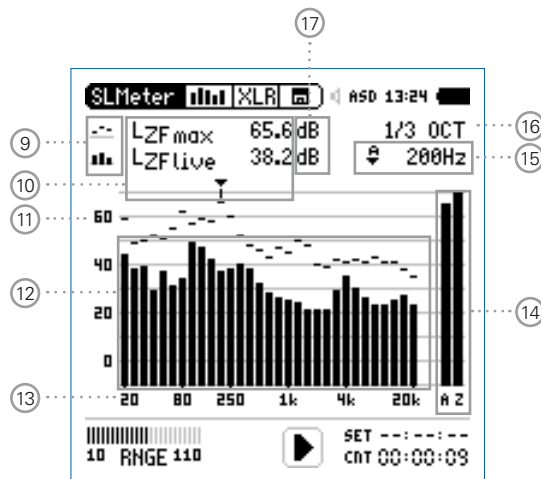 17
SLMeter XLR ASD 13:24
9
LZFmax 65.6 dB
1/3 OCT
16
LZFlive 38.2 dB
200Hz
15
10
11
60
40
12
20
14
0
13
20 80 250 1k 4k 20k A Z
10 RNGE 110
SET --:--:--
CNT 00:00:09